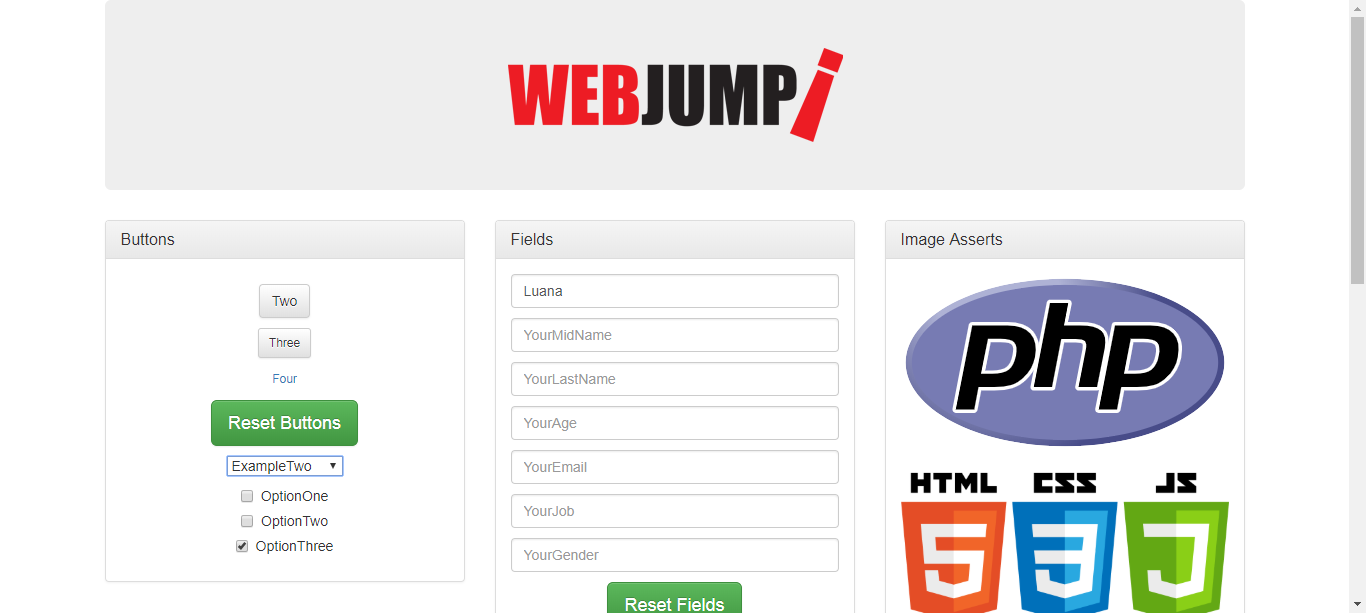 WEBJUMP!
Buttons
Two
Three
Four
Reset Buttons
ExampleTwo
OptionOne
OptionTwo
OptionThree
Fields
Luana
YourMidName
YourLastName
YourAge
YourEmail
YourJob
YourGender
Reset Fields
Image Asserts
php
HTML CSS JS
5 3 J